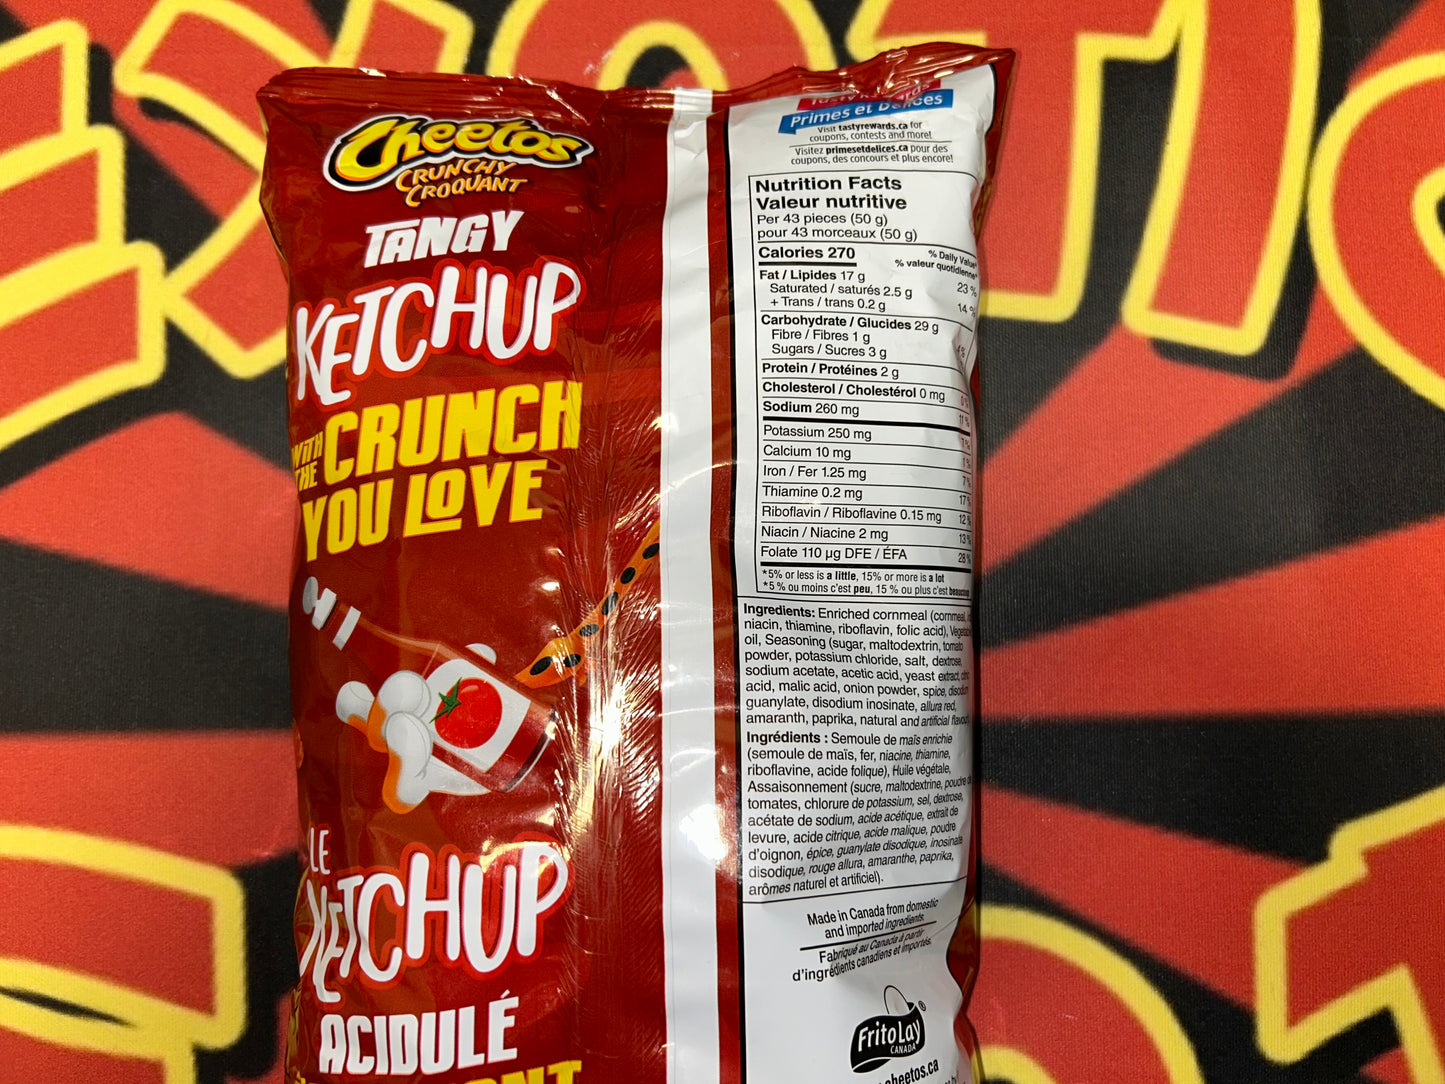 Cheetos
CRUNCHY
CROQUANT
TANGY
KETCHUP
WITH
THE
CRUNCH
YOU LOVE
LE
KETCHUP
ACIDULÉ
Primes et Délices
Visit tastyrewards.ca for
coupons, contests and more!
Visitez primesetdelices.ca pour des
coupons, des concours et plus encore!
Nutrition Facts
Valeur nutritive
Per 43 pieces (50 g)
pour 43 morceaux (50 g)
Calories 270
% Daily Value*
% valeur quotidienne*
Fat / Lipides 17 g 23 %
Saturated / saturés 2.5 g
+ Trans / trans 0.2 g 14 %
Carbohydrate / Glucides 29 g
Fibre / Fibres 1 g
Sugars / Sucres 3 g
Protein / Protéines 2 g
Cholesterol / Cholestérol 0 mg
Sodium 260 mg 11 %
Potassium 250 mg
Calcium 10 mg 1 %
Iron / Fer 1.25 mg 7 %
Thiamine 0.2 mg 17 %
Riboflavin / Riboflavine 0.15 mg 12 %
Niacin / Niacine 2 mg 13 %
Folate 110 µg DFE / ÉFA 28 %
*5% or less is a little, 15% or more is a lot
*5 % ou moins c'est peu, 15 % ou plus c'est beaucoup
Ingredients: Enriched cornmeal (cornmeal,
niacin, thiamine, riboflavin, folic acid), Vegetable
oil, Seasoning (sugar, maltodextrin, tomato
powder, potassium chloride, salt, dextrose,
sodium acetate, acetic acid, yeast extract, citric
acid, malic acid, onion powder, spice, disodium
guanylate, disodium inosinate, allura red,
amaranth, paprika, natural and artificial flavour
Ingrédients : Semoule de maïs enrichie
(semoule de maïs, fer, niacine, thiamine,
riboflavine, acide folique), Huile végétale,
Assaisonnement (sucre, maltodextrine, poudre de
tomates, chlorure de potassium, sel, dextrose,
acétate de sodium, acide acétique, extrait de
levure, acide citrique, acide malique, poudre
d'oignon, épice, guanylate disodique, inosinate
disodique, rouge allura, amaranthe, paprika,
arômes naturel et artificiel).
Made in Canada from domestic
and imported ingredients.
Fabriqué au Canada à partir
d'ingrédients canadiens et importés.
Frito Lay ®
CANADA
cheetos.ca